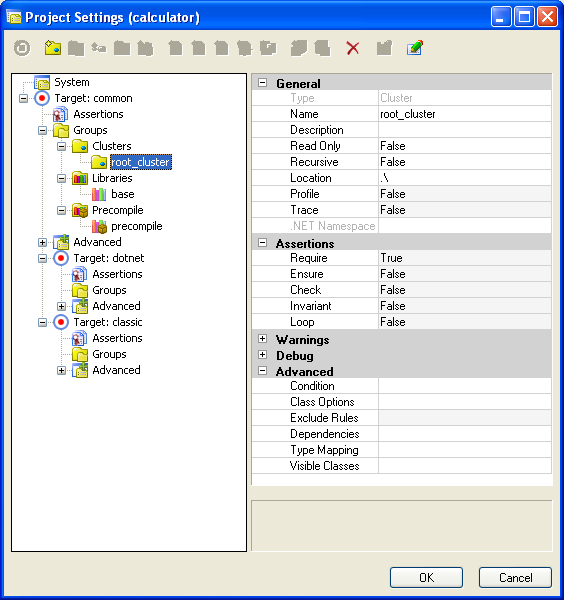 Project Settings (calculator)
System
Target: common
Assertions
Groups
Clusters
root_cluster
Libraries
base
Precompile
precompile
Advanced
Target: dotnet
Assertions
Groups
Advanced
Target: classic
Assertions
Groups
Advanced
General
Type Cluster
Name root_cluster
Description
Read Only False
Recursive False
Location .\
Profile False
Trace False
.NET Namespace
Assertions
Require True
Ensure False
Check False
Invariant False
Loop False
Warnings
Debug
Advanced
Condition
Class Options
Exclude Rules
Dependencies
Type Mapping
Visible Classes
OK Cancel